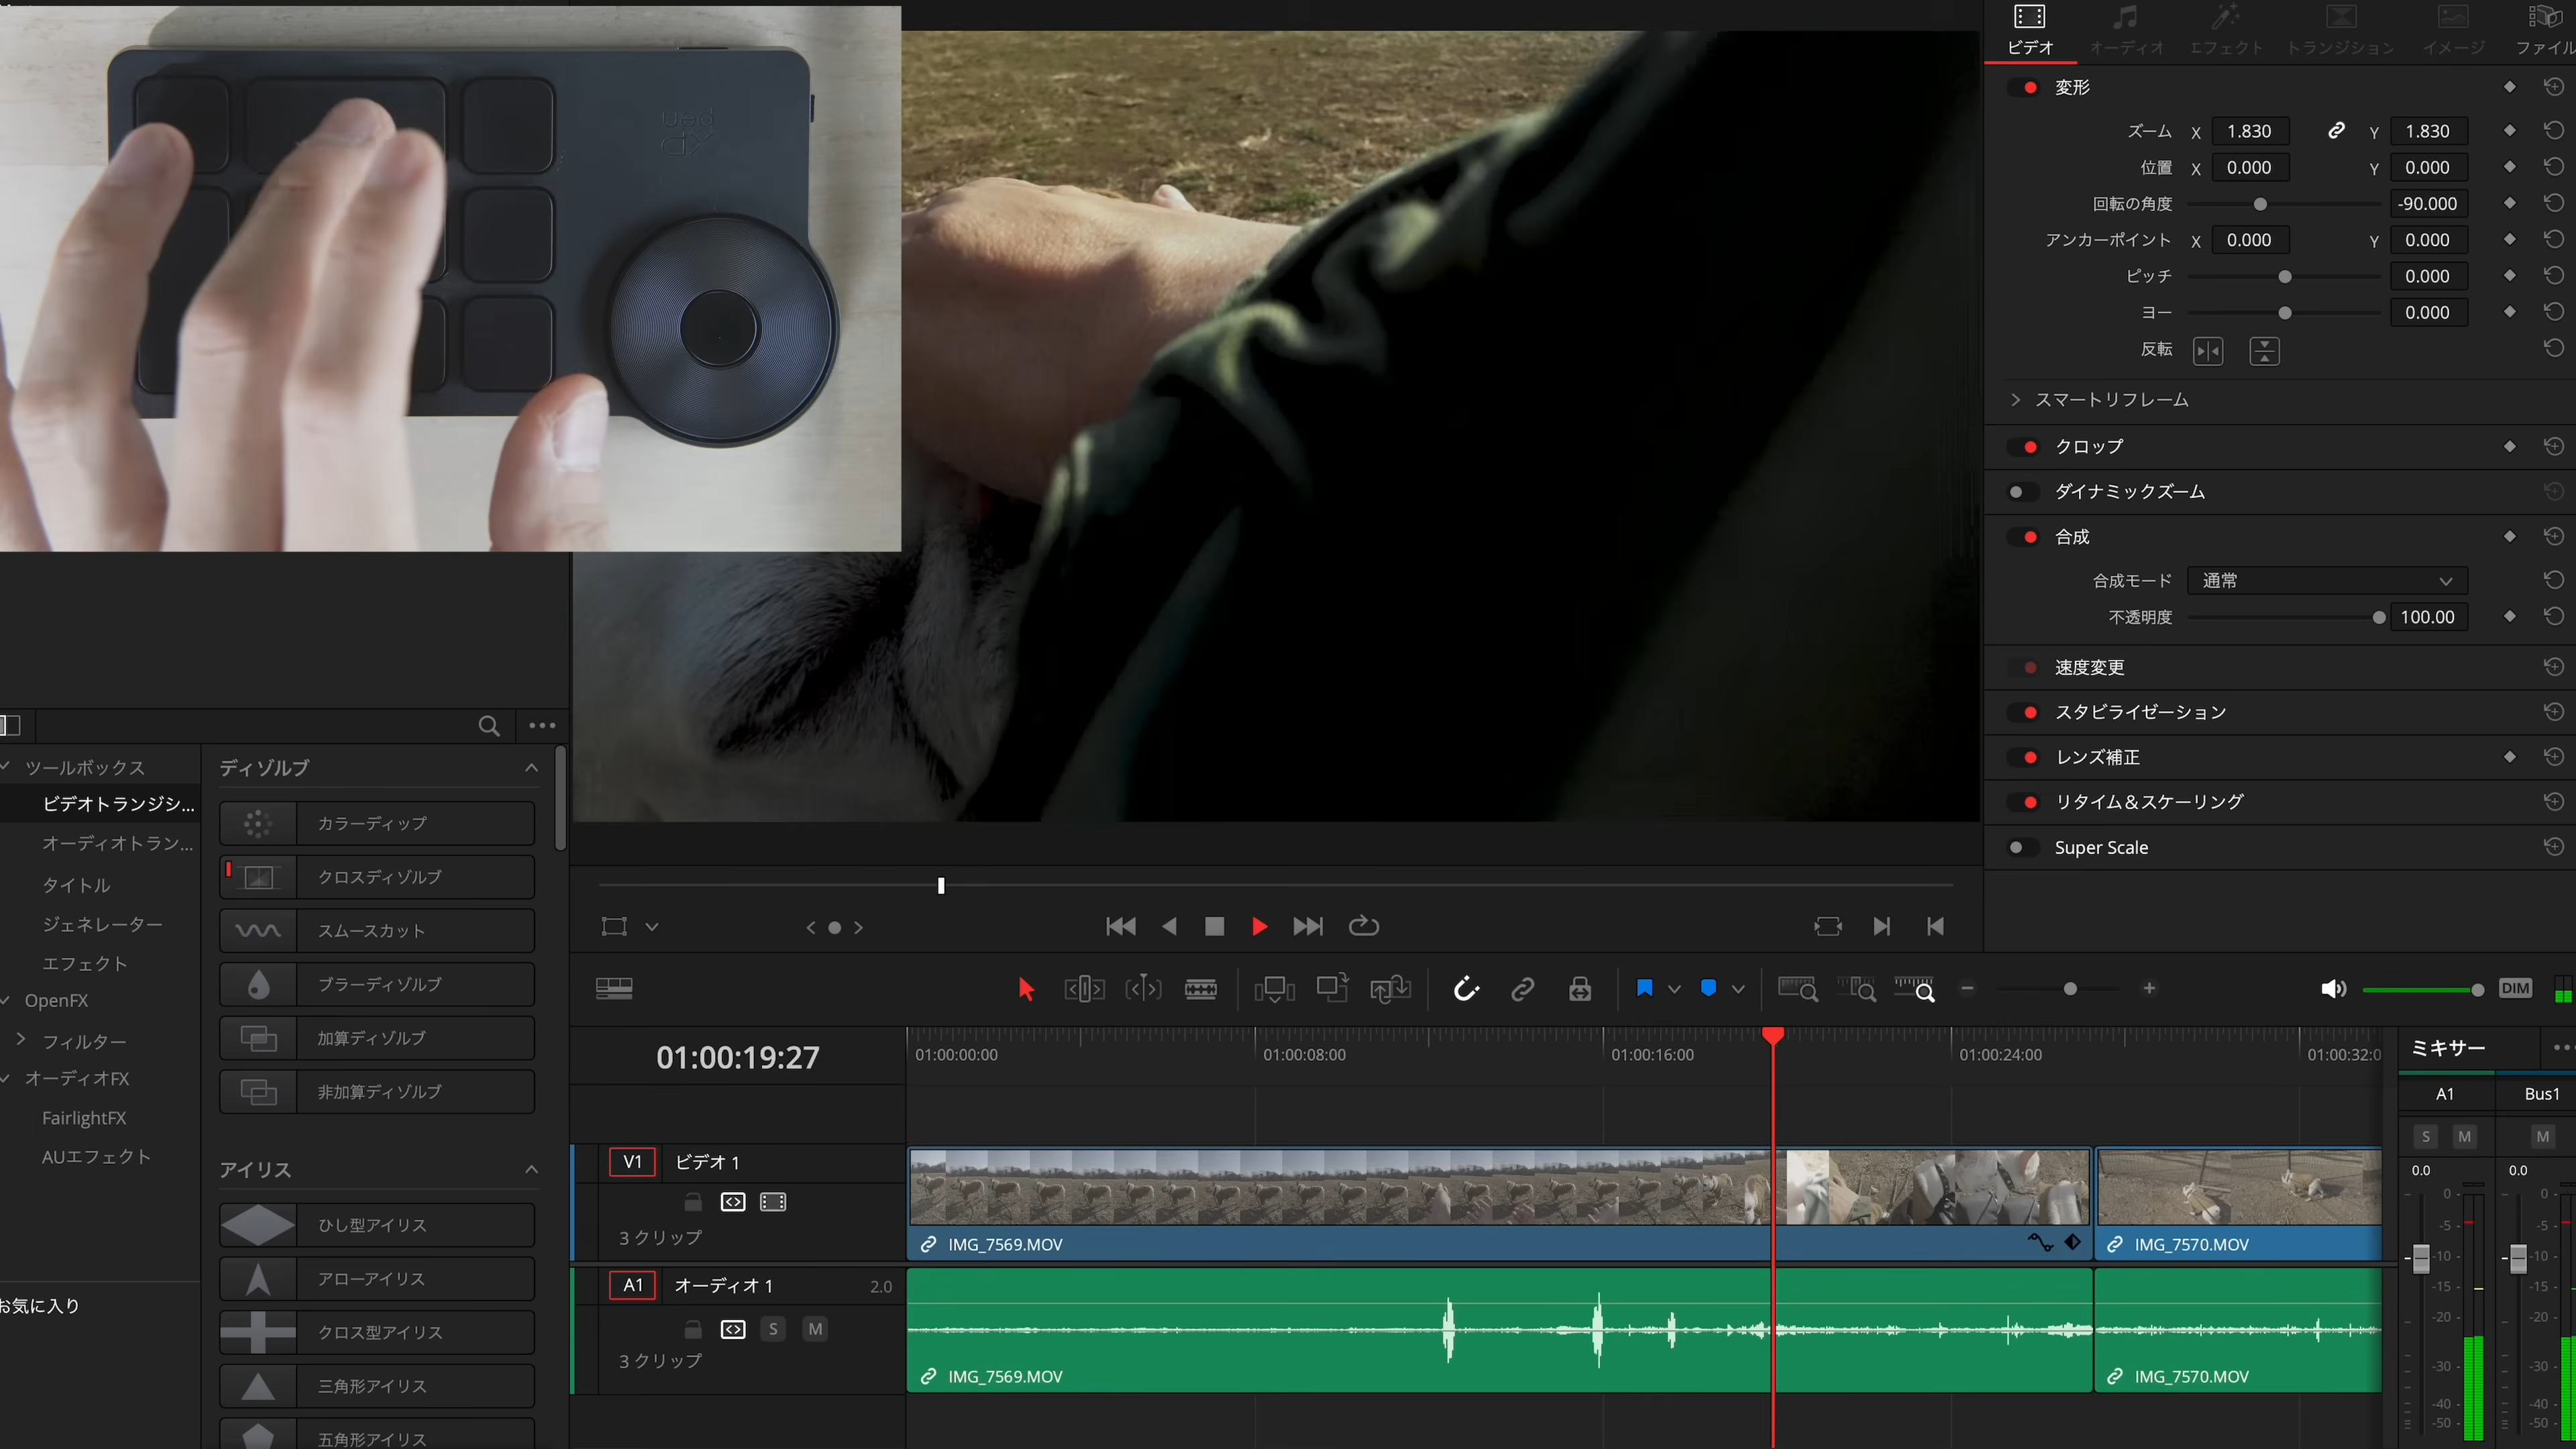 xp
pen
ビデオ
オーディオ
エフェクト
トランジション
イメージ
ファイル
変形
ズーム X 1.830 Y 1.830
位置 X 0.000 Y 0.000
回転の角度 -90.000
アンカーポイント X 0.000 Y 0.000
ピッチ 0.000
ヨー 0.000
反転
スマートリフレーム
クロップ
ダイナミックズーム
合成
合成モード 通常
不透明度 100.00
速度変更
スタビライゼーション
レンズ補正
リタイム&スケーリング
Super Scale
ツールボックス
ビデオトランジシ...
オーディオトラン...
タイトル
ジェネレーター
エフェクト
OpenFX
フィルター
オーディオFX
FairlightFX
AUエフェクト
お気に入り
ディゾルブ
カラーディップ
クロスディゾルブ
スムースカット
ブラーディゾルブ
加算ディゾルブ
非加算ディゾルブ
アイリス
ひし型アイリス
アローアイリス
クロス型アイリス
三角形アイリス
五角形アイリス
DIM
01:00:19:27
01:00:00:00 01:00:08:00 01:00:16:00 01:00:24:00 01:00:32:0
V1 ビデオ 1
3 クリップ
IMG_7569.MOV
IMG_7570.MOV
A1 オーディオ 1 2.0
S M
3 クリップ
IMG_7569.MOV
IMG_7570.MOV
ミキサー
A1 Bus1
S M M
0.0 0.0
0 0
-5 -5
-10 -10
-15 -15
-20 -20
-30 -30
-40 -40
-50 -50